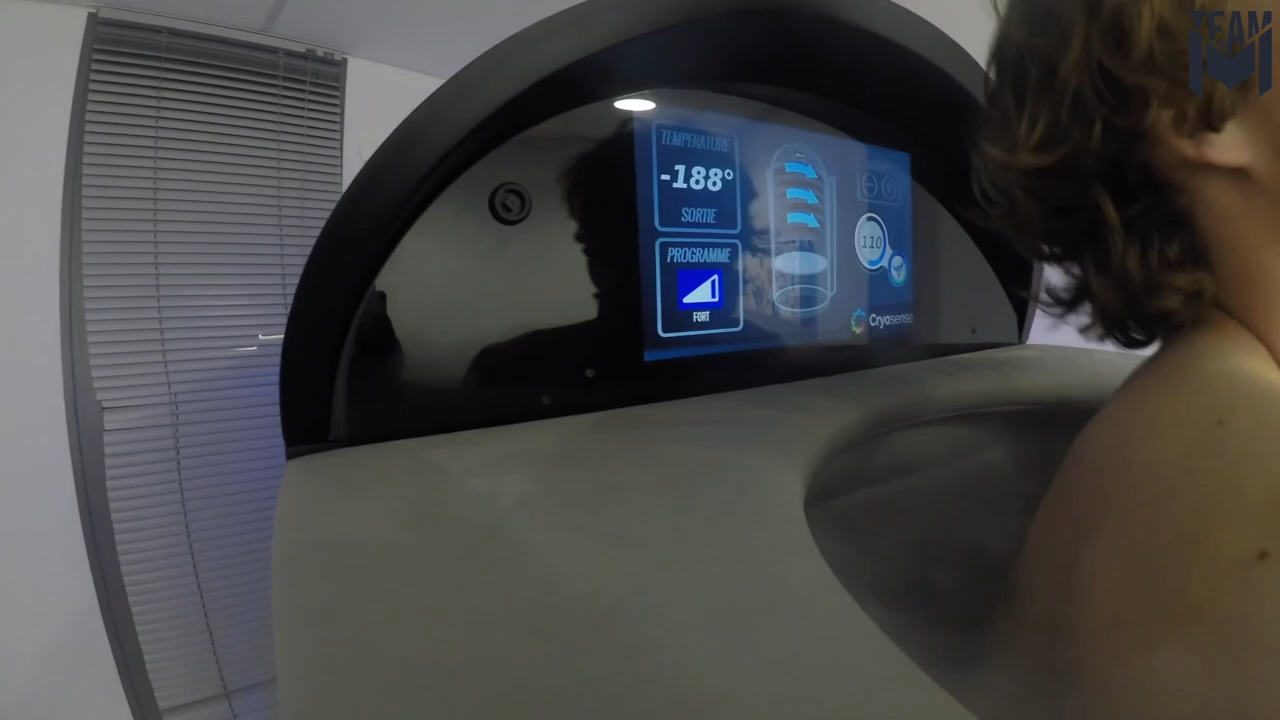 TEAM
TEMPERATURE
-188°
SORTIE
PROGRAMME
FORT
110
Cryosense